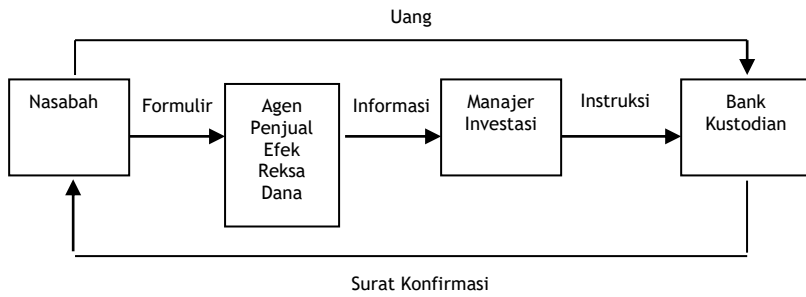 Uang
Nasabah
Formulir
Agen
Penjual
Efek
Reksa
Dana
Informasi
Manajer
Investasi
Instruksi
Bank
Kustodian
Surat Konfirmasi